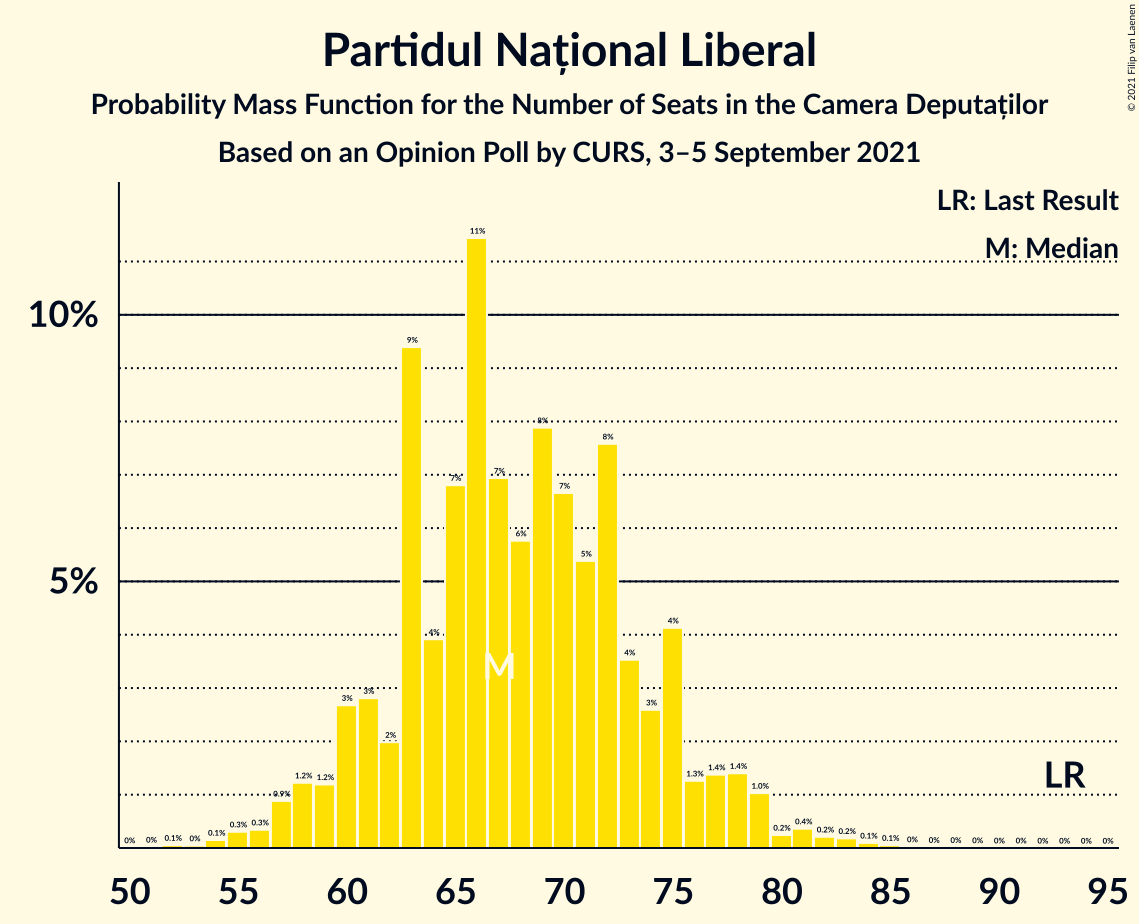 Partidul Național Liberal
Probability Mass Function for the Number of Seats in the Camera Deputaților
Based on an Opinion Poll by CURS, 3–5 September 2021
© 2021 Filip van Laenen
LR: Last Result
M: Median
10%
5%
0% 0% 0.1% 0% 0.1% 0.3% 0.3% 0.9% 1.2% 1.2% 3% 3% 2% 9% 4% 7% 11% 7% 6% 8% 7% 5% 8% 4% 3% 4% 1.3% 1.4% 1.4% 1.0% 0.2% 0.4% 0.2% 0.2% 0.1% 0.1% 0% 0% 0% 0% 0% 0% 0% 0% 0% 0%
M
LR
50 55 60 65 70 75 80 85 90 95